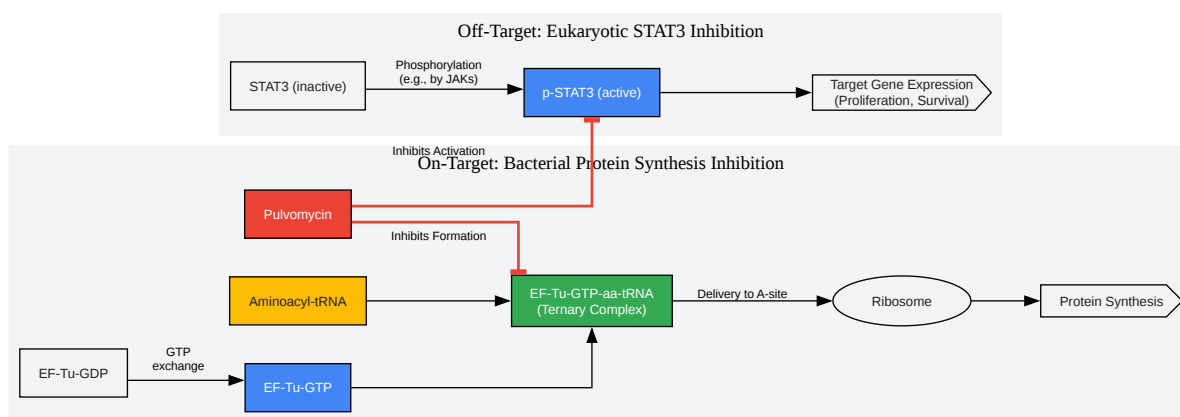 Off-Target: Eukaryotic STAT3 Inhibition
STAT3 (inactive)
Phosphorylation
(e.g., by JAKs)
p-STAT3 (active)
Target Gene Expression
(Proliferation, Survival)
Inhibits Activation
On-Target: Bacterial Protein Synthesis Inhibition
Pulvomycin
Inhibits Formation
Aminoacyl-tRNA
EF-Tu-GTP-aa-tRNA
(Ternary Complex)
Delivery to A-site
Ribosome
Protein Synthesis
EF-Tu-GDP
GTP
exchange
EF-Tu-GTP